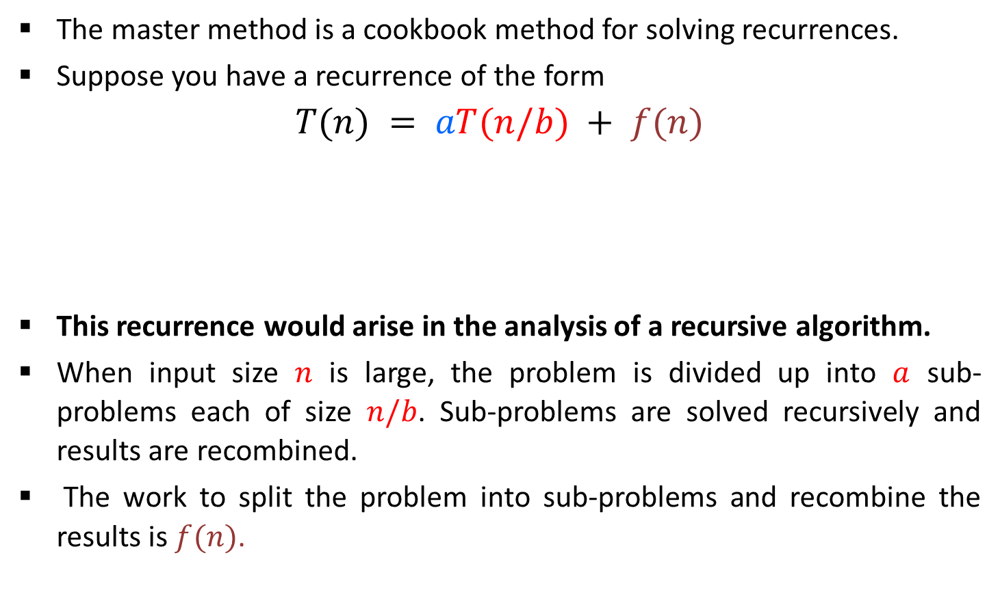 ▪ The master method is a cookbook method for solving recurrences.
▪ Suppose you have a recurrence of the form
T(n) = aT(n/b) + f(n)
▪ This recurrence would arise in the analysis of a recursive algorithm.
▪ When input size n is large, the problem is divided up into a sub-
problems each of size n/b. Sub-problems are solved recursively and
results are recombined.
▪ The work to split the problem into sub-problems and recombine the
results is f(n).